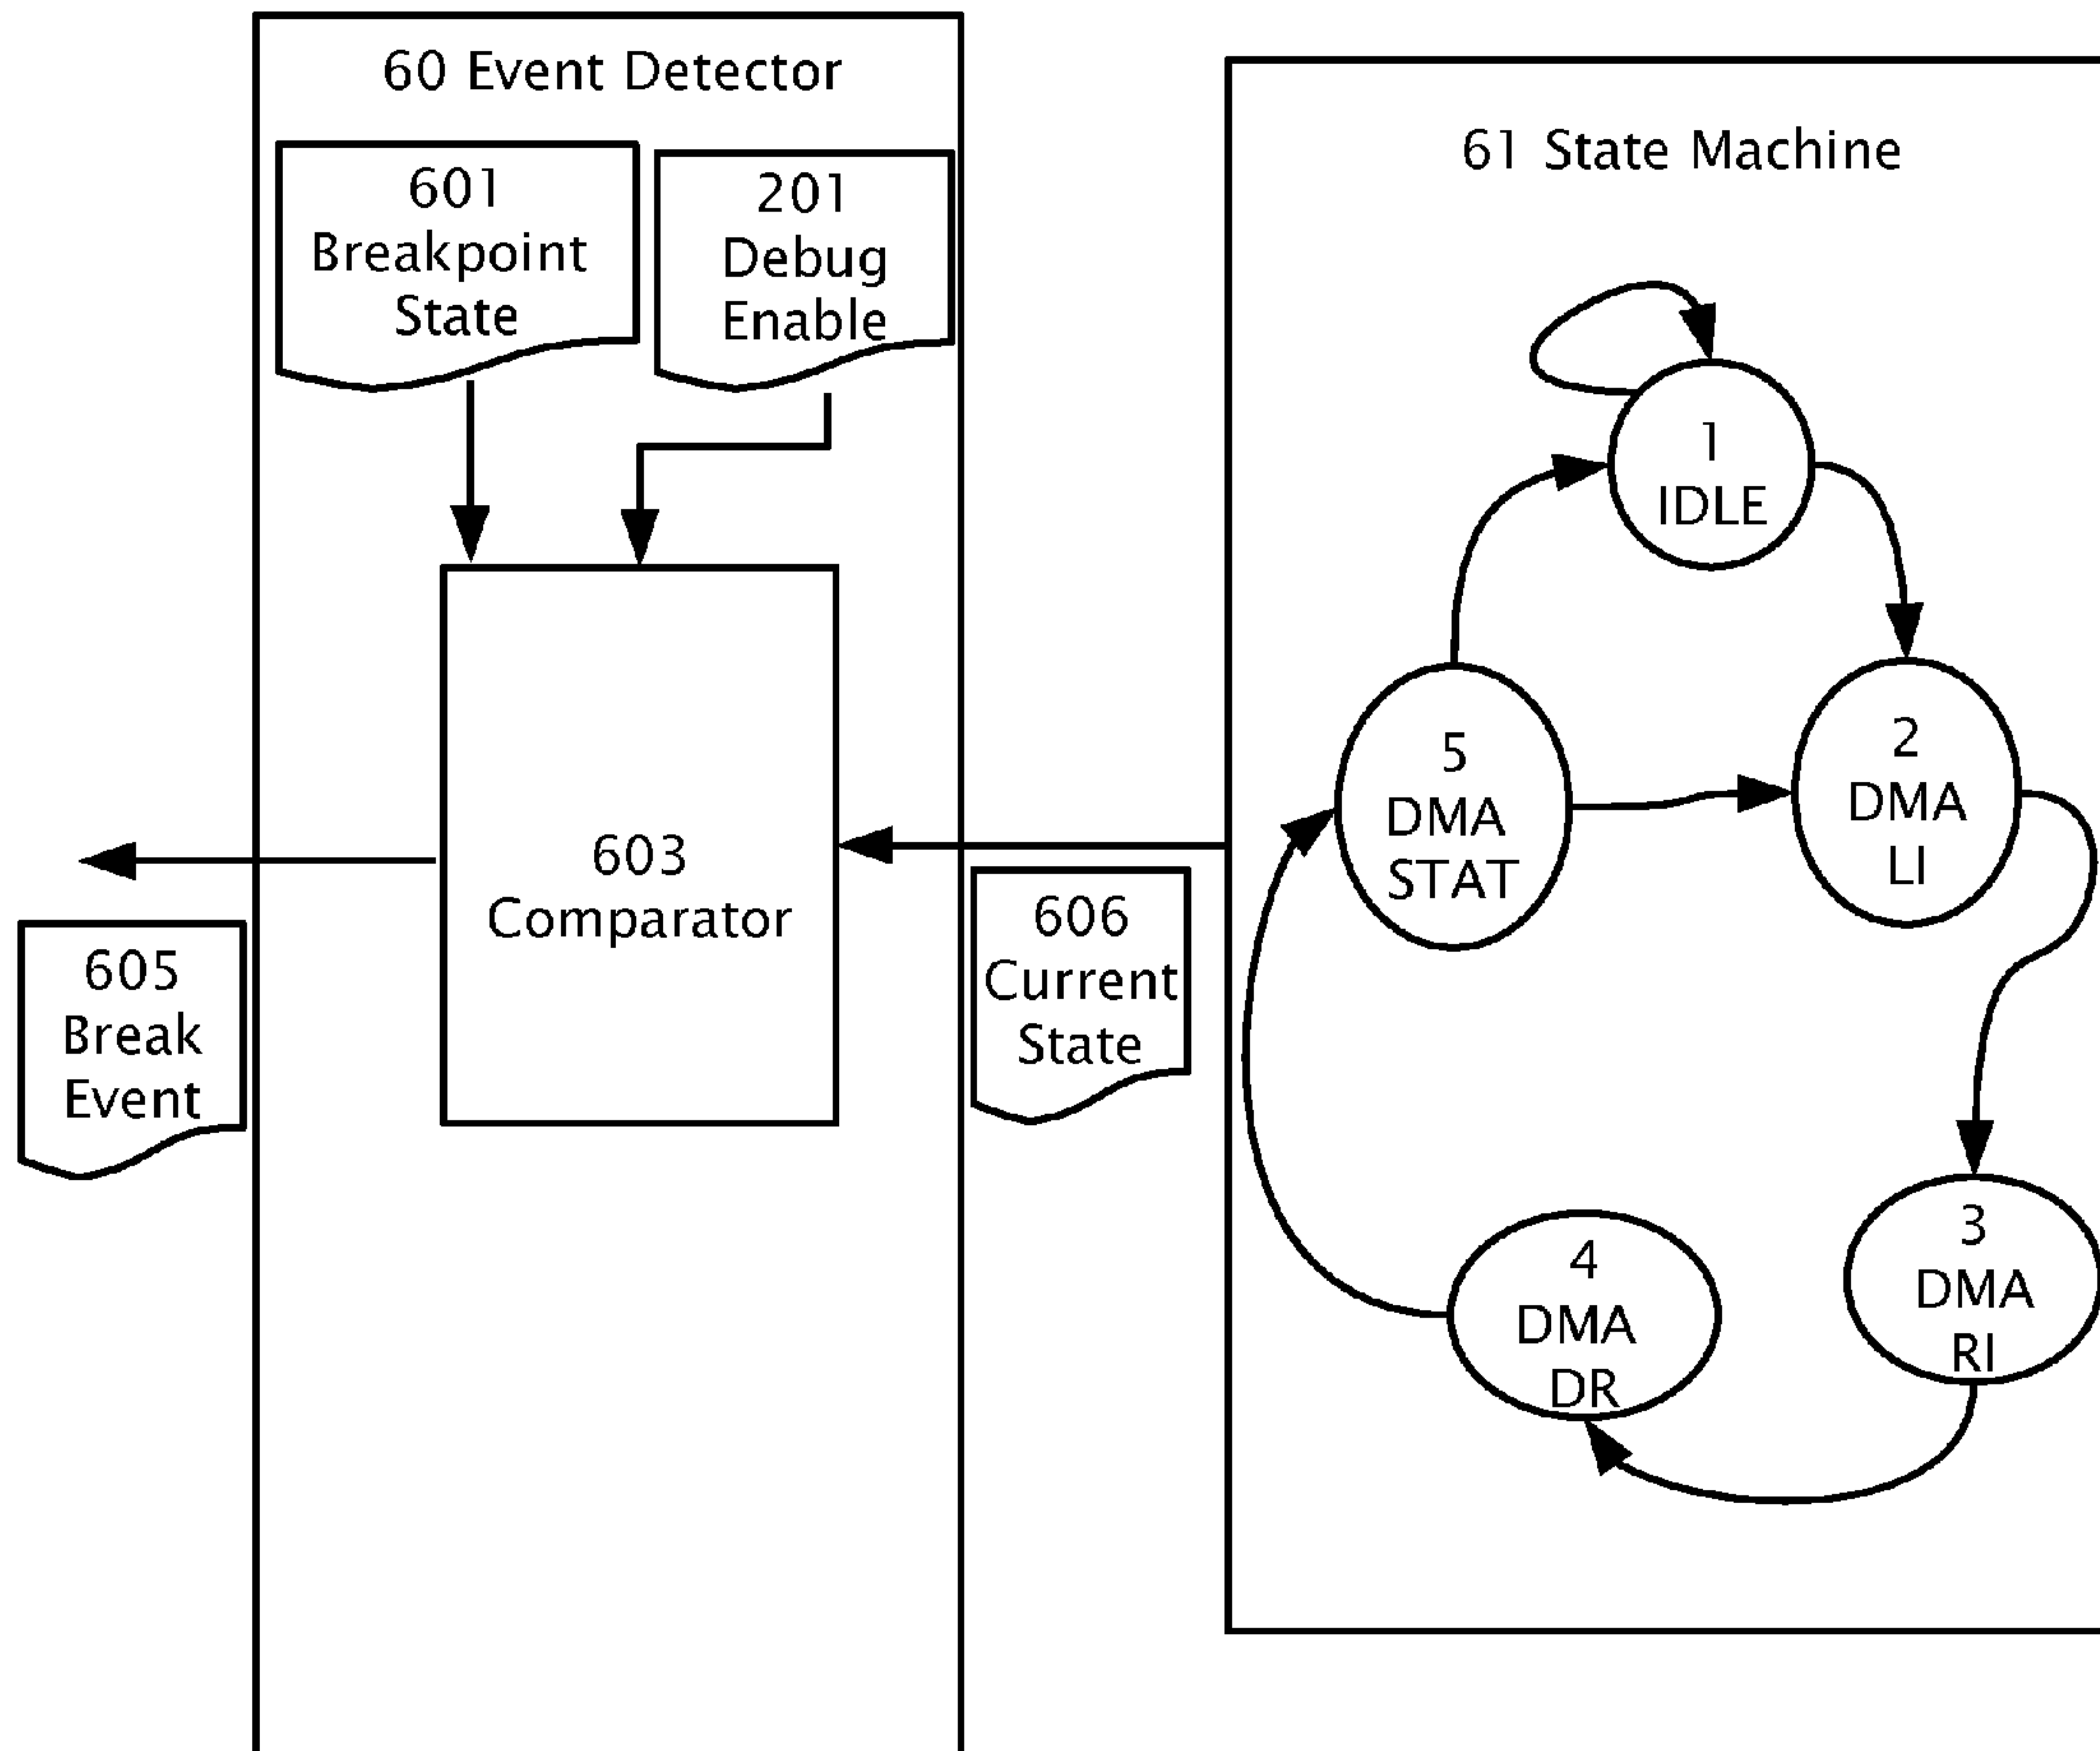 60 Event Detector
601
Breakpoint
State
201
Debug
Enable
603
Comparator
605
Break
Event
606
Current
State
61 State Machine
1
IDLE
5
DMA
STAT
2
DMA
LI
4
DMA
DR
3
DMA
RI